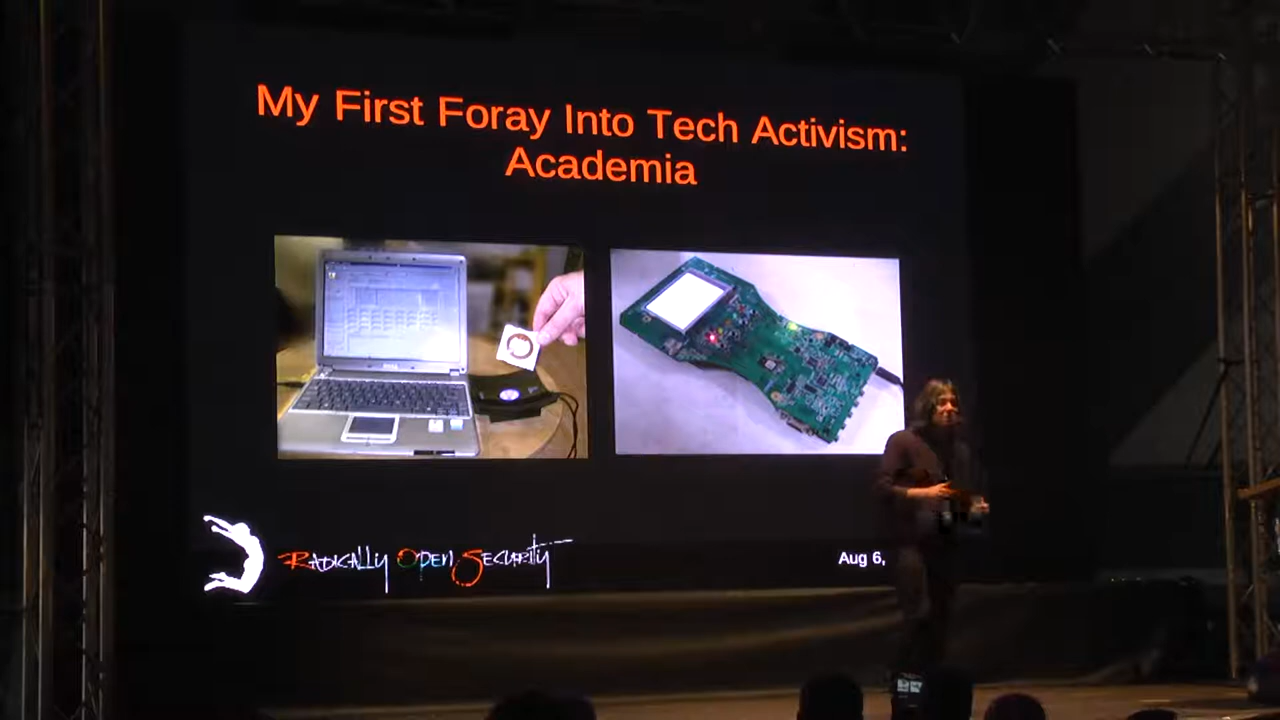 My First Foray Into Tech Activism:
Academia
Radically Open Security
Aug 6,